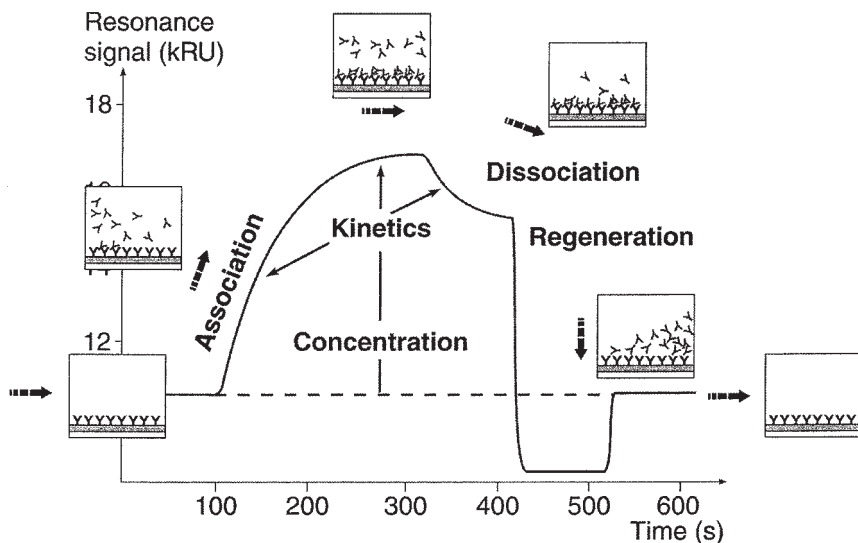 Resonance
signal (kRU)
18
Dissociation
Kinetics
Association
Regeneration
Concentration
12
100
200
300
400
500
600
Time (s)